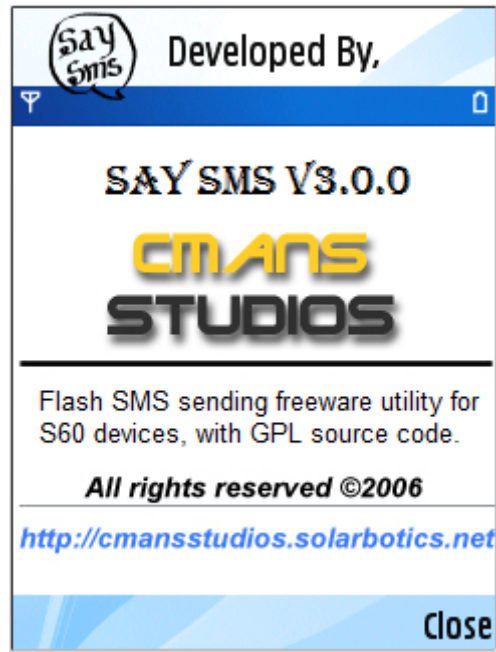 Say
Sms
Developed By,
SAY SMS V3.0.0
CMANS
STUDIOS
Flash SMS sending freeware utility for
S60 devices, with GPL source code.
All rights reserved ©2006
http://cmansstudios.solarbotics.net
Close